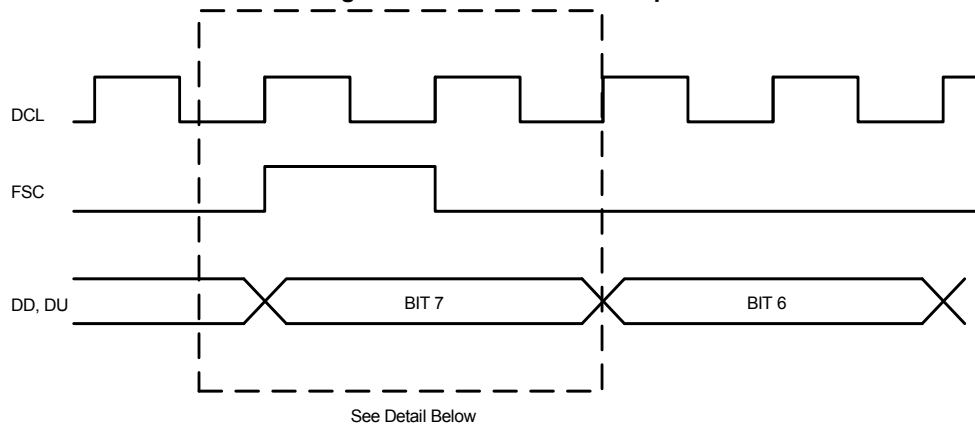 DCL
FSC
DD, DU
BIT 7
BIT 6
See Detail Below